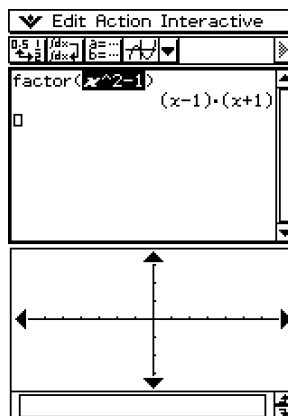 Edit Action Interactive
factor(x^2-1)
(x-1)•(x+1)